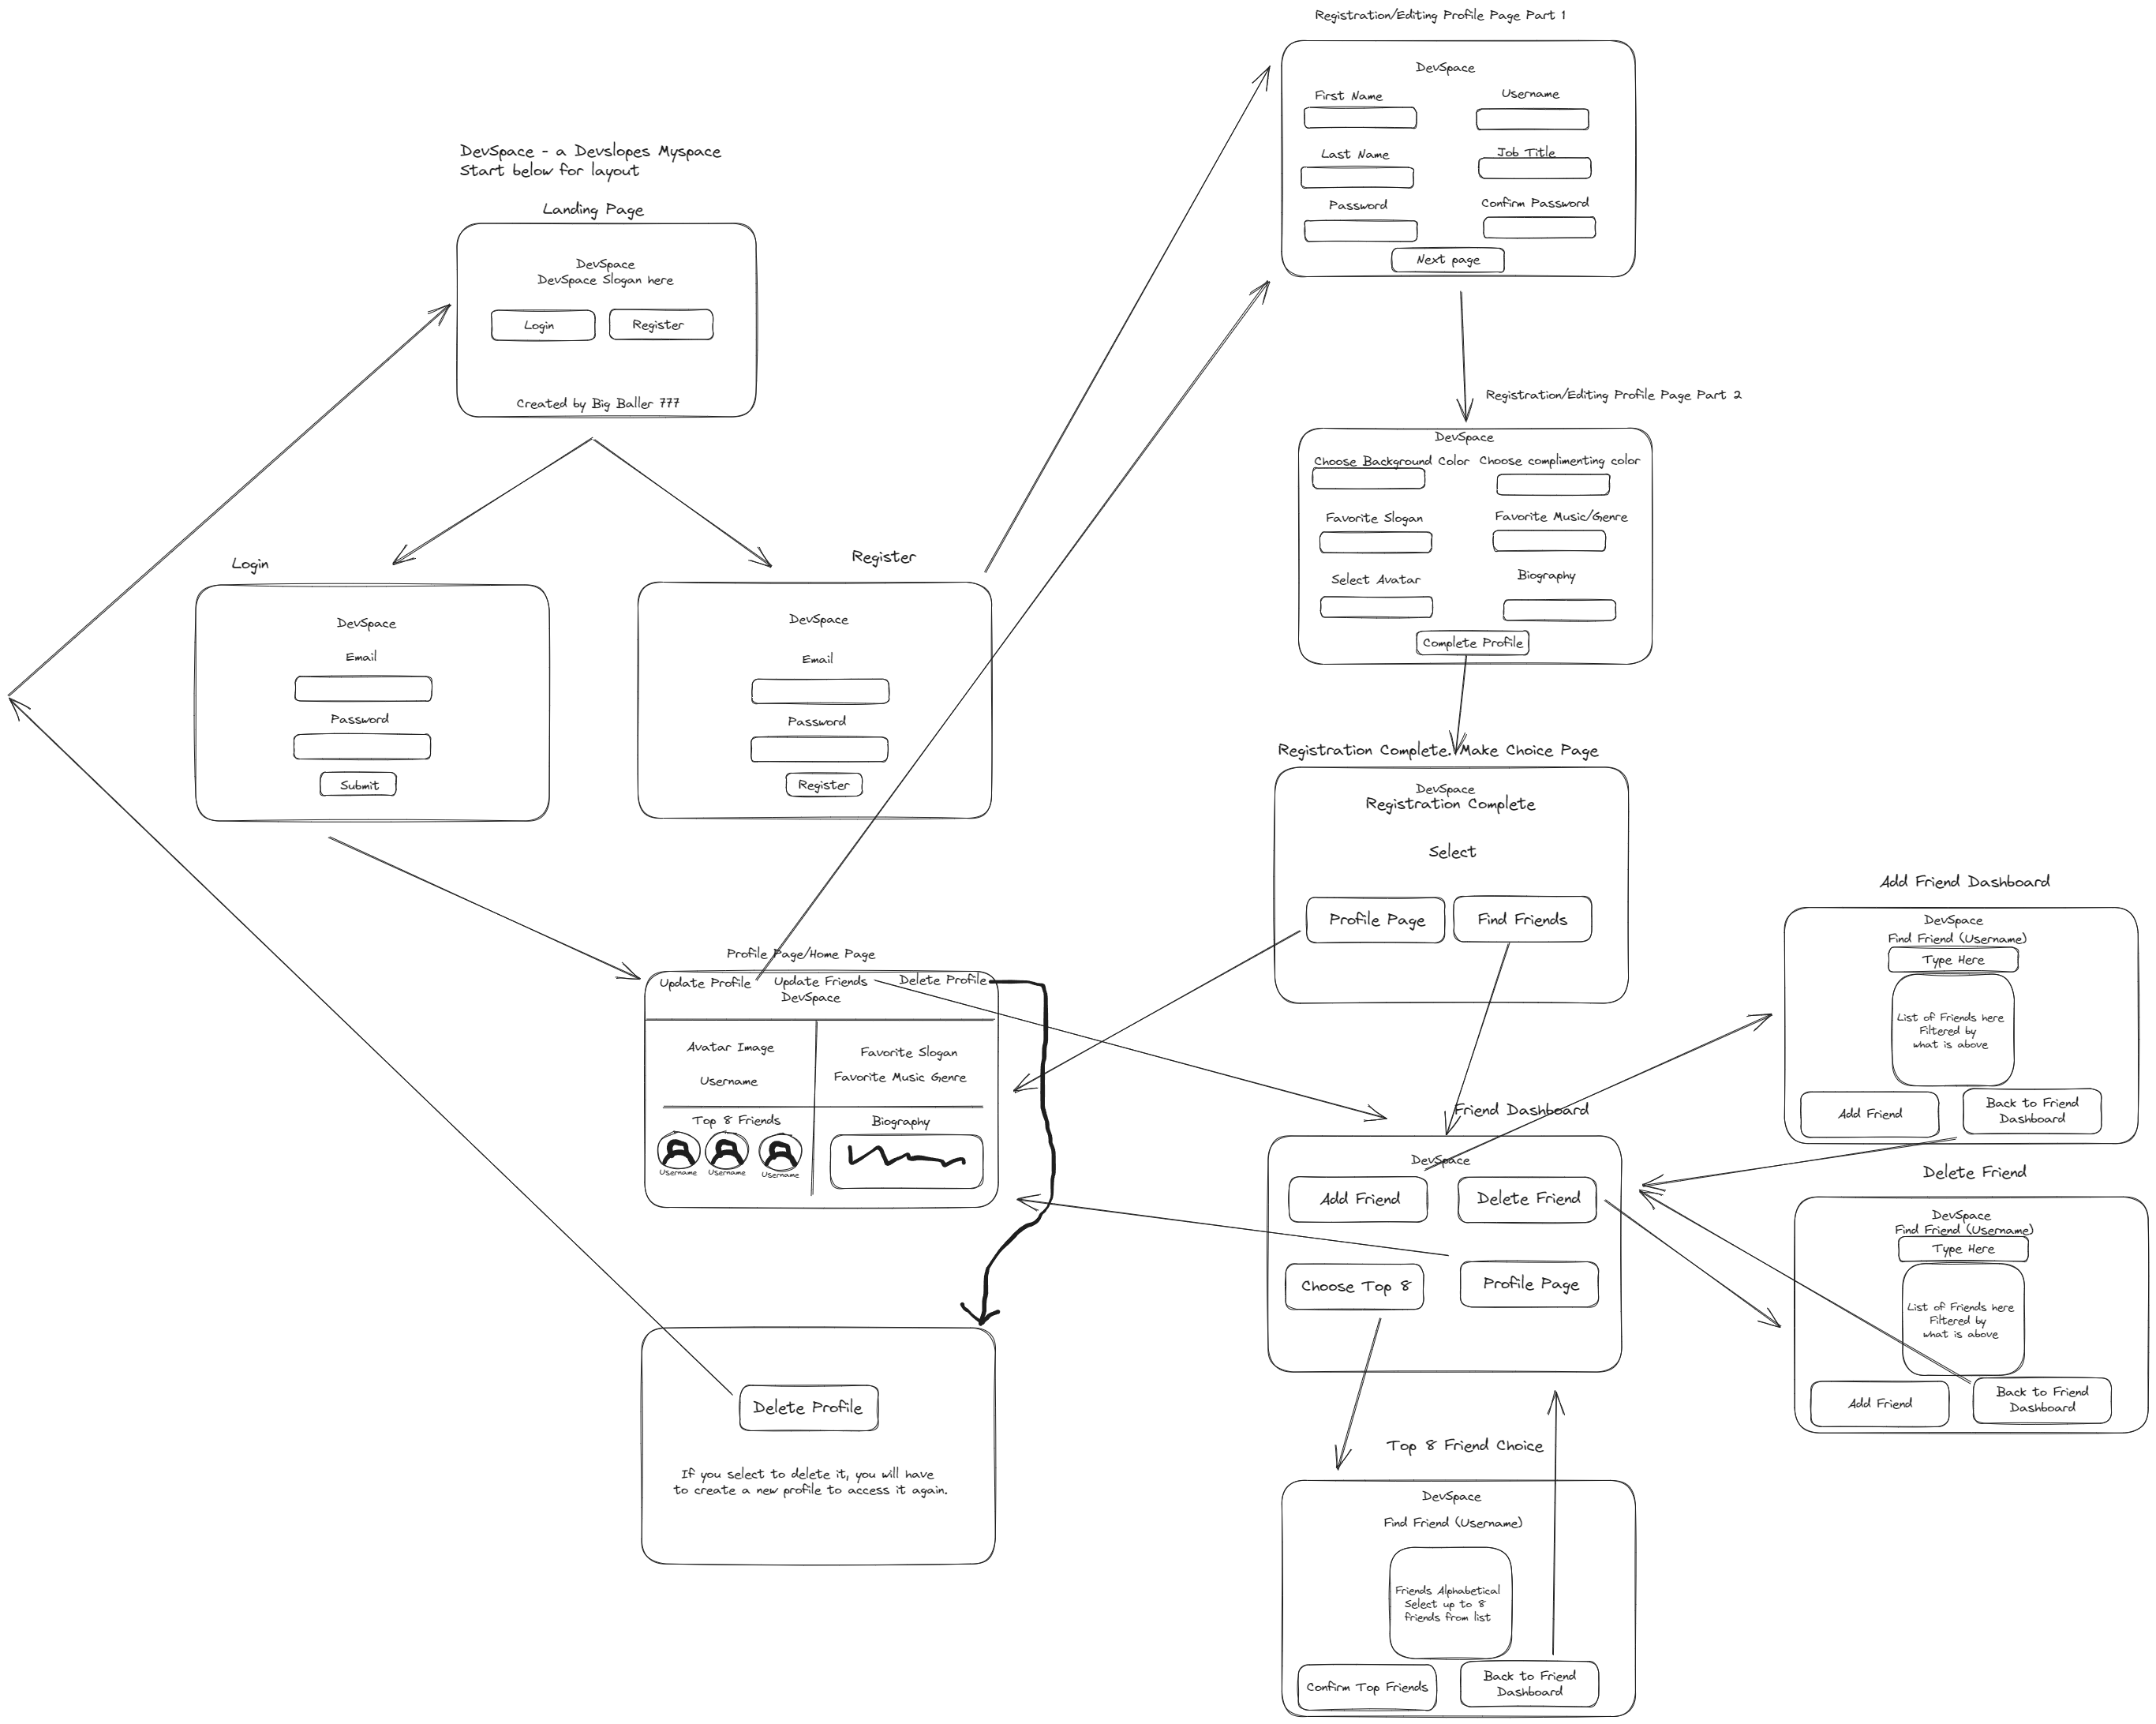 DevSpace - a Devslopes Myspace
Start below for layout
Landing Page
DevSpace
DevSpace Slogan here
Login
Register
Created by Big Baller 777
Login
DevSpace
Email
Password
Submit
Register
DevSpace
Email
Password
Register
Registration/Editing Profile Page Part 1
DevSpace
First Name
Username
Last Name
Job Title
Password
Confirm Password
Next page
Registration/Editing Profile Page Part 2
DevSpace
Choose Background Color
Choose complimenting color
Favorite Slogan
Favorite Music/Genre
Select Avatar
Biography
Complete Profile
Registration Complete. Make Choice Page
DevSpace
Registration Complete
Select
Profile Page
Find Friends
Profile Page/Home Page
Update Profile
Update Friends
Delete Profile
DevSpace
Avatar Image
Username
Favorite Slogan
Favorite Music Genre
Top 8 Friends
Username
Username
Username
Biography
Delete Profile
If you select to delete it, you will have
to create a new profile to access it again.
Friend Dashboard
DevSpace
Add Friend
Delete Friend
Choose Top 8
Profile Page
Add Friend Dashboard
DevSpace
Find Friend (Username)
Type Here
List of Friends here
Filtered by
what is above
Add Friend
Back to Friend
Dashboard
Delete Friend
DevSpace
Find Friend (Username)
Type Here
List of Friends here
Filtered by
what is above
Add Friend
Back to Friend
Dashboard
Top 8 Friend Choice
DevSpace
Find Friend (Username)
Friends Alphabetical
Select up to 8
friends from list
Confirm Top Friends
Back to Friend
Dashboard